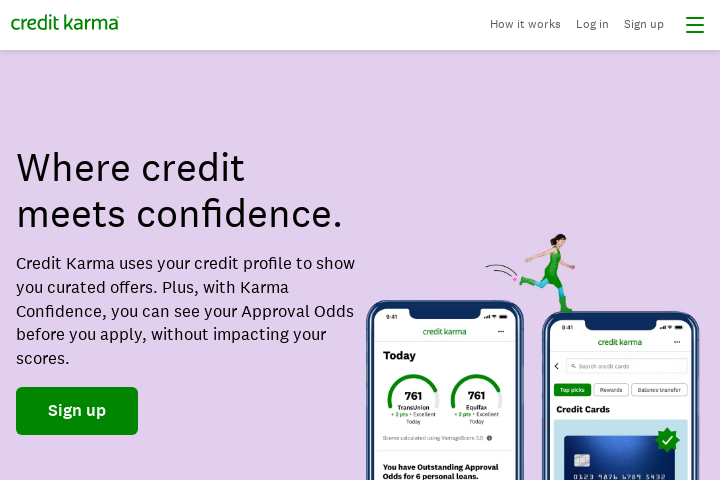 credit karma
How it works Log in Sign up
Where credit
meets confidence.
Credit Karma uses your credit profile to show
you curated offers. Plus, with Karma
Confidence, you can see your Approval Odds
before you apply, without impacting your
scores.
Sign up
9:41
credit karma
Today
761
TransUnion
+ 2 pts • Excellent
Today
761
Equifax
+ 2 pts • Excellent
Today
Scores calculated using VantageScore 3.0
You have Outstanding Approval
Odds for 6 personal loans.
9:41
credit karma
Search credit cards
Top picks Rewards Balance transfer
Credit Cards
0123 9876 6789 5432